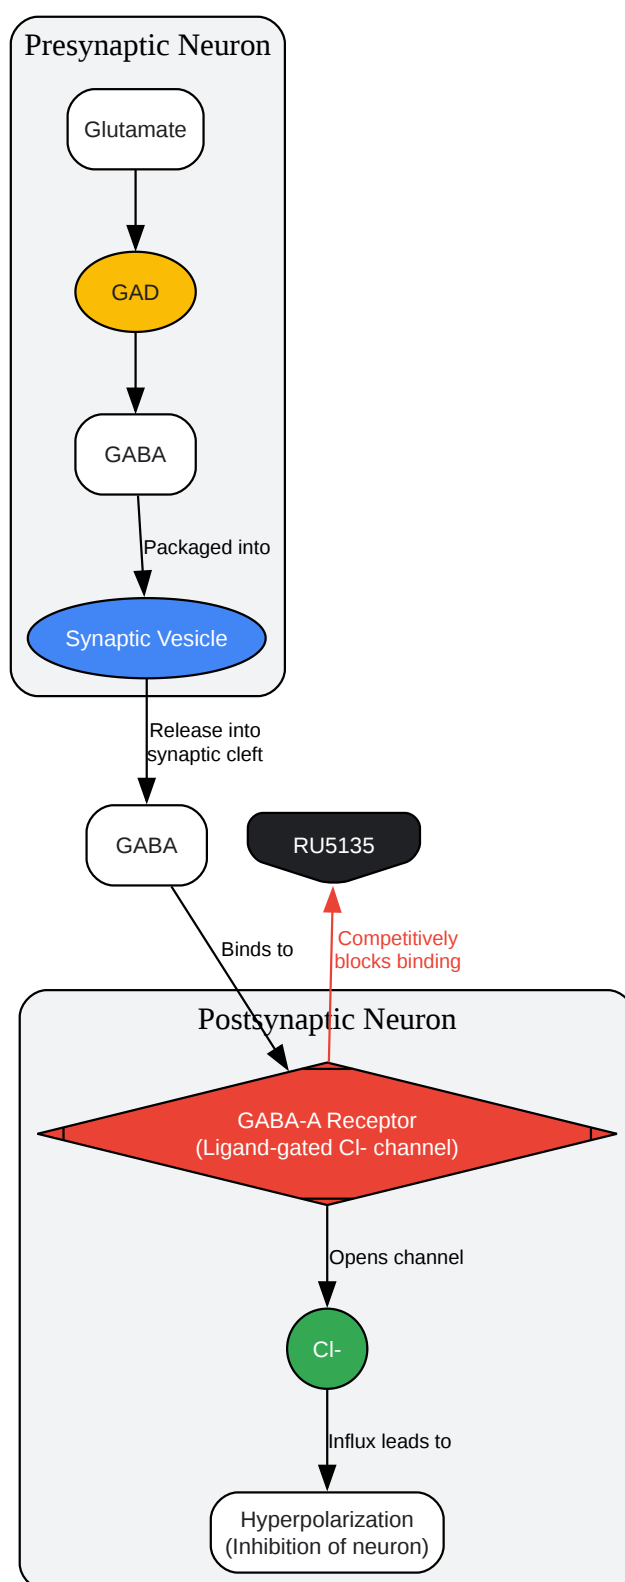 Presynaptic Neuron
Glutamate
GAD
GABA
Packaged into
Synaptic Vesicle
Release into
synaptic cleft
GABA
RU5135
Binds to
Competitively
blocks binding
Postsynaptic Neuron
GABA-A Receptor
(Ligand-gated Cl- channel)
Opens channel
Cl-
Influx leads to
Hyperpolarization
(Inhibition of neuron)